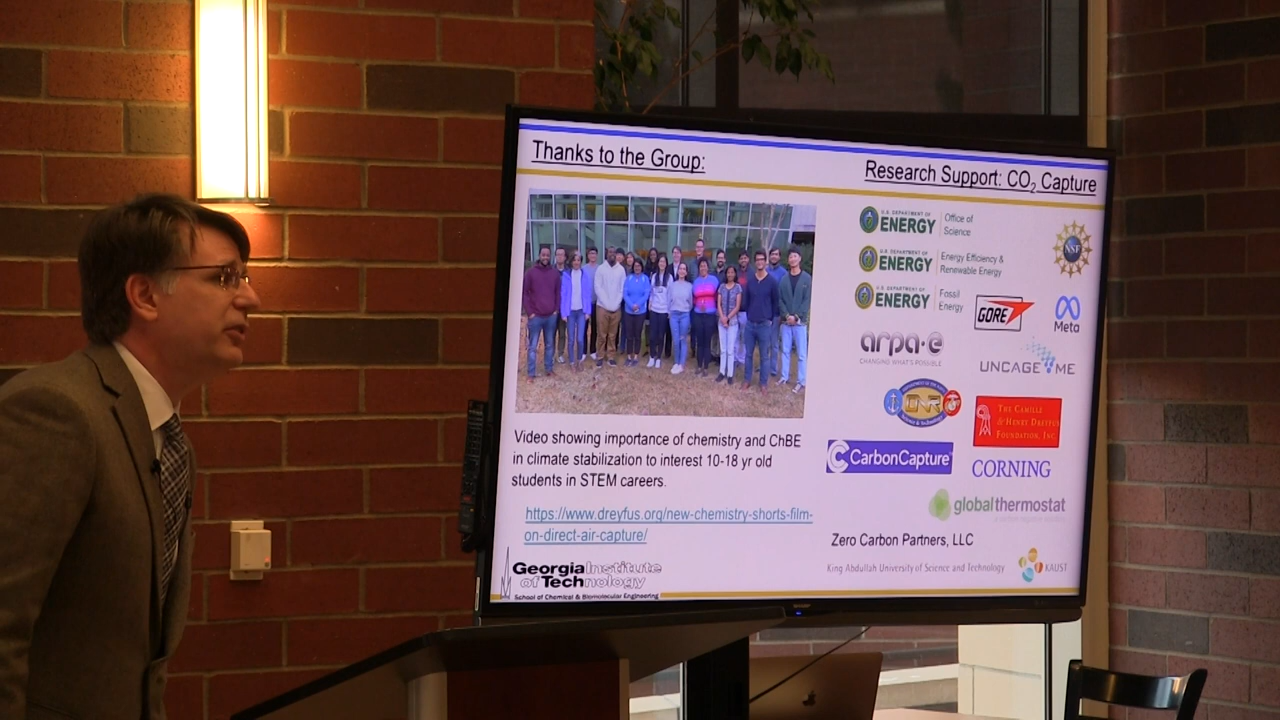 Thanks to the Group:
Research Support: CO2 Capture
U.S. DEPARTMENT OF
ENERGY
Office of
Science
NSF
U.S. DEPARTMENT OF
ENERGY
Energy Efficiency &
Renewable Energy
U.S. DEPARTMENT OF
ENERGY
Fossil
Energy
GORE
Meta
arpa·e
CHANGING WHAT'S POSSIBLE
UNCAGE ME
ONR
THE CAMILLE
& HENRY DREYFUS
FOUNDATION, INC.
Video showing importance of chemistry and ChBE
in climate stabilization to interest 10-18 yr old
students in STEM careers.
CarbonCapture
CORNING
globalthermostat
https://www.dreyfus.org/new-chemistry-shorts-film-
on-direct-air-capture/
Zero Carbon Partners, LLC
Georgia Institute
of Technology
School of Chemical & Biomolecular Engineering
King Abdullah University of Science and Technology
KAUST
SHARP